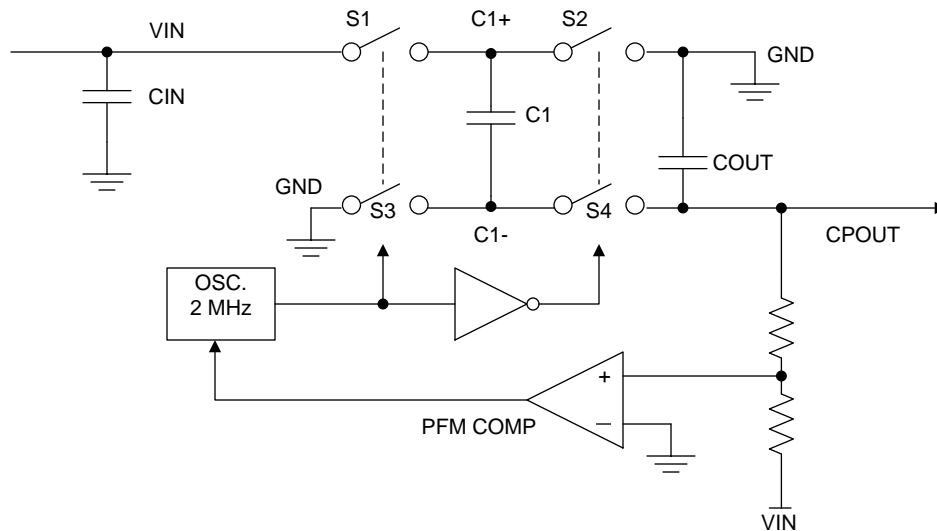 S1
C1+
S2
VIN
GND
CIN
C1
COUT
GND
S3
S4
C1-
CPOUT
OSC.
2 MHz
+
−
PFM COMP
VIN